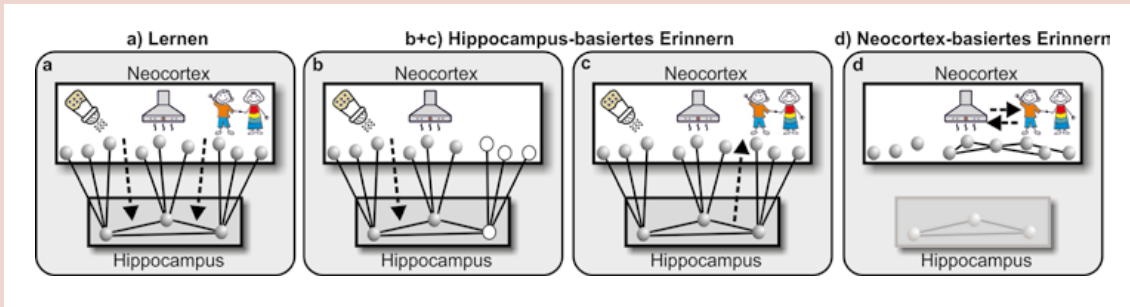 a) Lernen
b+c) Hippocampus-basiertes Erinnern
d) Neocortex-basiertes Erinnern
a
Neocortex
Hippocampus
b
Neocortex
Hippocampus
c
Neocortex
Hippocampus
d
Neocortex
Hippocampus